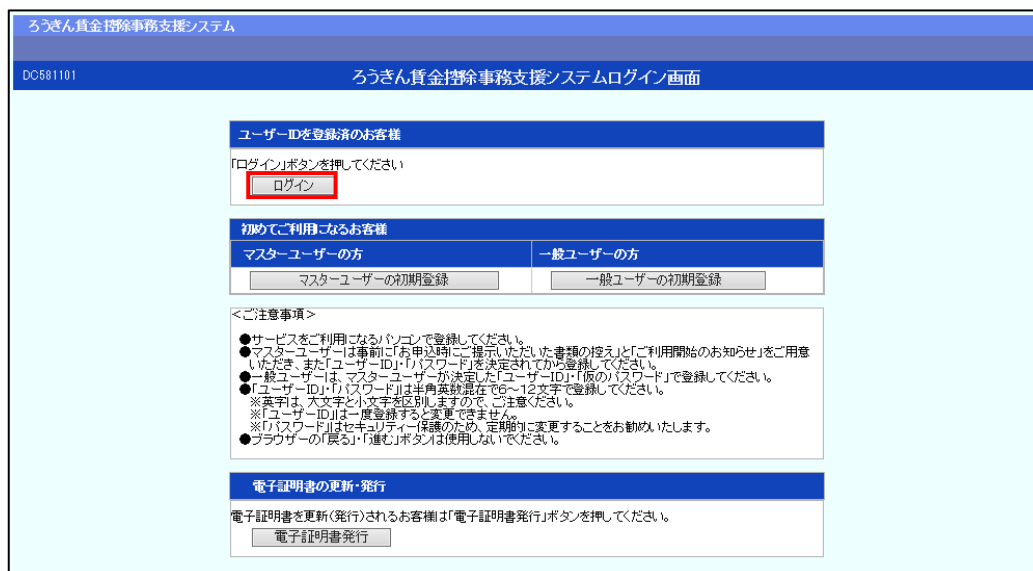 ろうきん賃金控除事務支援システム
DC581101
ろうきん賃金控除事務支援システムログイン画面
ユーザーIDを登録済のお客様
「ログイン」ボタンを押してください
ログイン
初めてご利用になるお客様
マスターユーザーの方
一般ユーザーの方
マスターユーザーの初期登録
一般ユーザーの初期登録
<ご注意事項>
●サービスをご利用になるパソコンで登録してください。
●マスターユーザーは事前に「お申込時にご提示いただいた書類の控え」と「ご利用開始のお知らせ」をご用意
いただき、また「ユーザーID」・「パスワード」を決定されてから登録してください。
●一般ユーザーは、マスターユーザーが決定した「ユーザーID」・「仮のパスワード」で登録してください。
●「ユーザーID」・「パスワード」は半角英数混在で6~12文字で登録してください。
※英字は、大文字と小文字を区別しますので、ご注意ください。
※「ユーザーID」は一度登録すると変更できません。
※「パスワード」はセキュリティー保護のため、定期的に変更することをお勧めいたします。
●ブラウザーの「戻る」・「進む」ボタンは使用しないでください。
電子証明書の更新・発行
電子証明書を更新(発行)されるお客様は「電子証明書発行」ボタンを押してください。
電子証明書発行